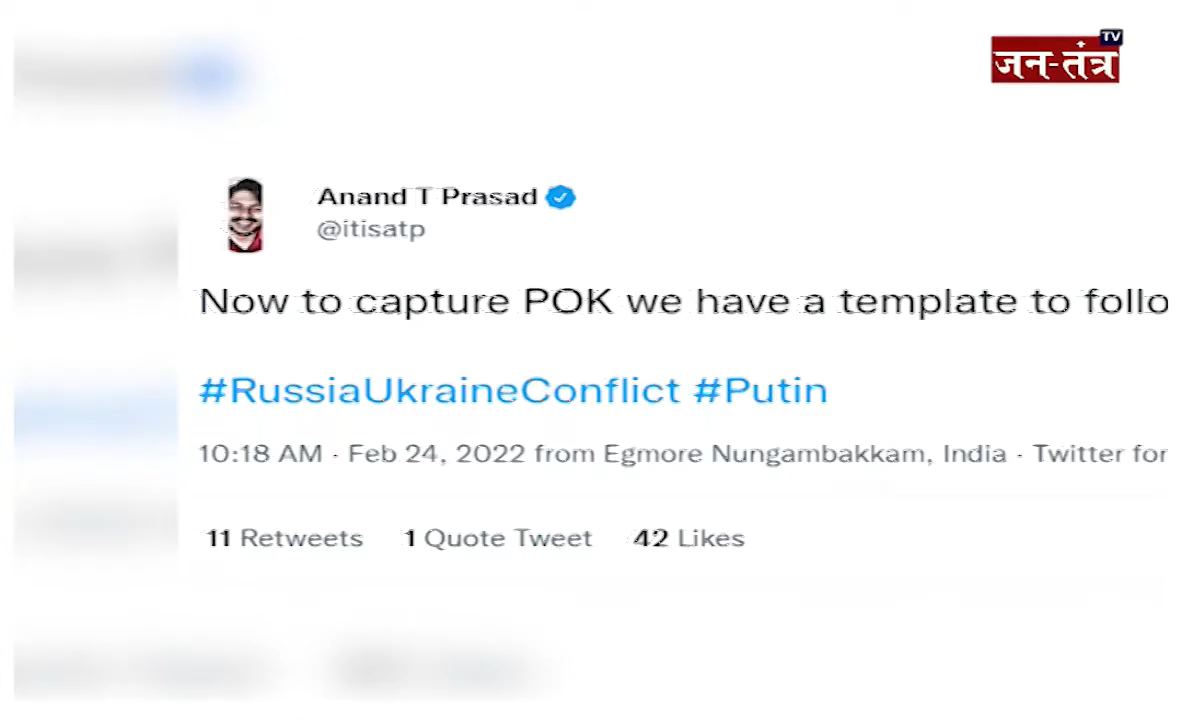 TV
जन-तंत्र
Anand T Prasad
@itisatp
Now to capture POK we have a template to follo
#RussiaUkraineConflict #Putin
10:18 AM · Feb 24, 2022 from Egmore Nungambakkam, India · Twitter for
11 Retweets 1 Quote Tweet 42 Likes